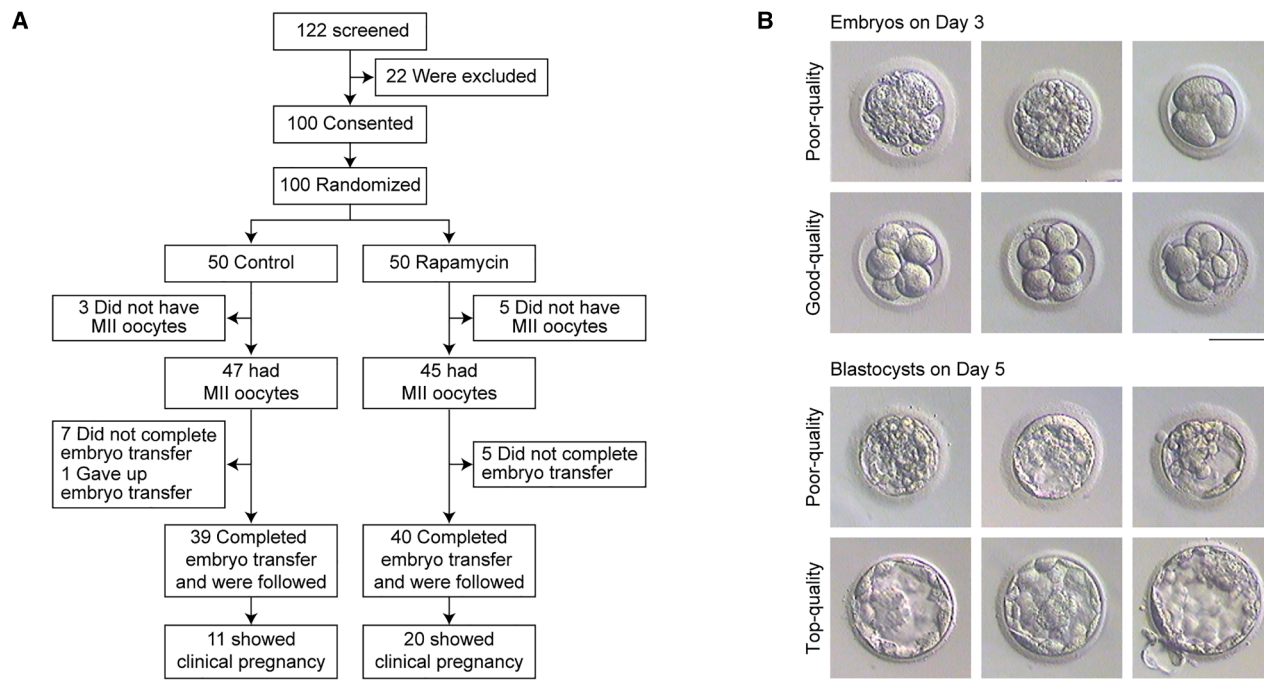 A
122 screened
22 Were excluded
100 Consented
100 Randomized
50 Control
50 Rapamycin
3 Did not have
MII oocytes
5 Did not have
MII oocytes
47 had
MII oocytes
45 had
MII oocytes
7 Did not complete
embryo transfer
1 Gave up
embryo transfer
5 Did not complete
embryo transfer
39 Completed
embryo transfer
and were followed
40 Completed
embryo transfer
and were followed
11 showed
clinical pregnancy
20 showed
clinical pregnancy
B
Embryos on Day 3
Poor-quality
Good-quality
Blastocysts on Day 5
Poor-quality
Top-quality